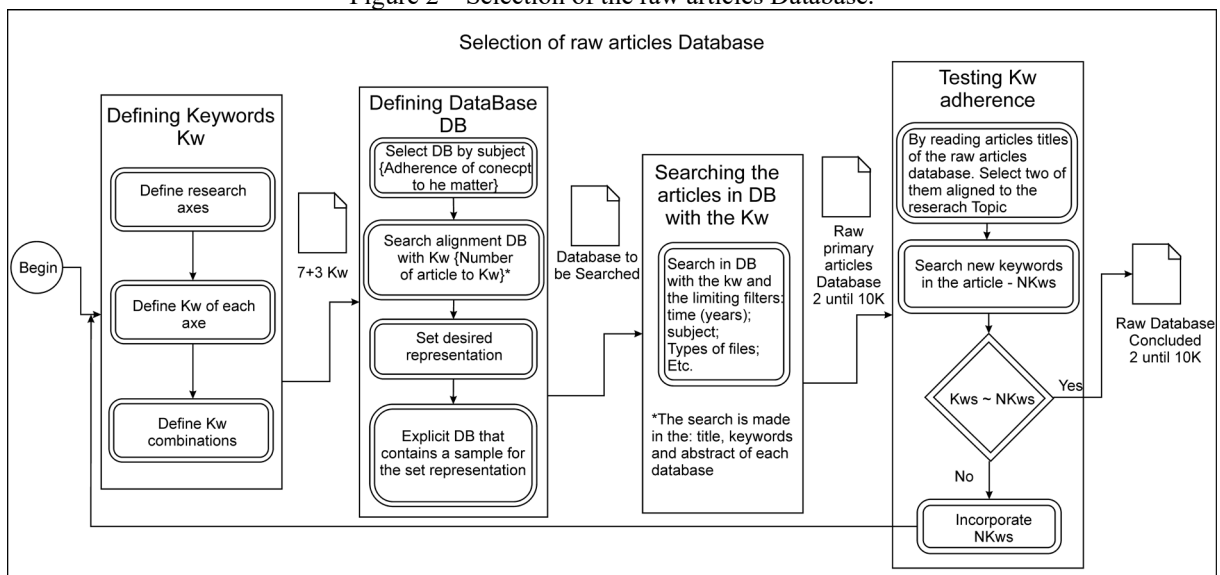 Figure 2 – Selection of the raw articles Database.
Selection of raw articles Database
Begin
Defining Keywords
Kw
Define research
axes
Define Kw of each
axe
Define Kw
combinations
7+3 Kw
Defining DataBase
DB
Select DB by subject
{Adherence of conecpt
to he matter}
Search alignment DB
with Kw {Number
of article to Kw}*
Set desired
representation
Explicit DB that
contains a sample for
the set representation
Database to
be Searched
Searching the
articles in DB
with the Kw
Search in DB
with the kw and
the limiting filters:
time (years);
subject;
Types of files;
Etc.
*The search is made
in the: title, keywords
and abstract of each
database
Raw
primary
articles
Database
2 until 10K
Testing Kw
adherence
By reading articles titles
of the raw articles
database. Select two of
them aligned to the
reserach Topic
Search new keywords
in the article - NKws
Kws ~ NKws
Yes
No
Incorporate
NKws
Raw Database
Concluded
2 until 10K